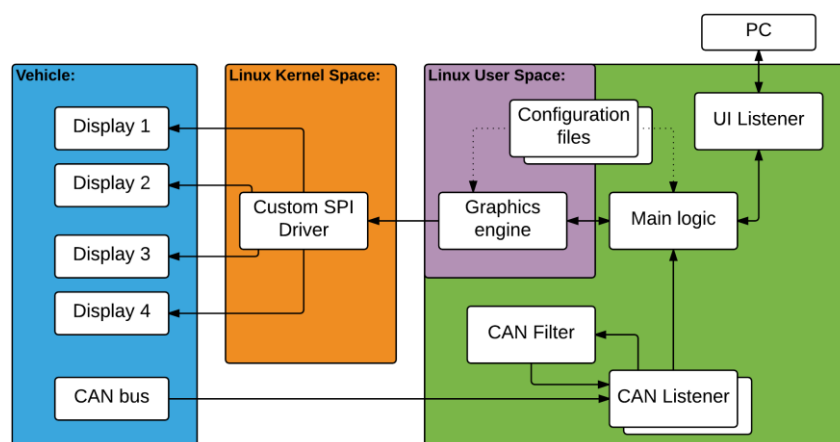 PC
Vehicle:
Linux Kernel Space:
Linux User Space:
Display 1
Display 2
Display 3
Display 4
CAN bus
Custom SPI
Driver
Configuration
files
UI Listener
Graphics
engine
Main logic
CAN Filter
CAN Listener